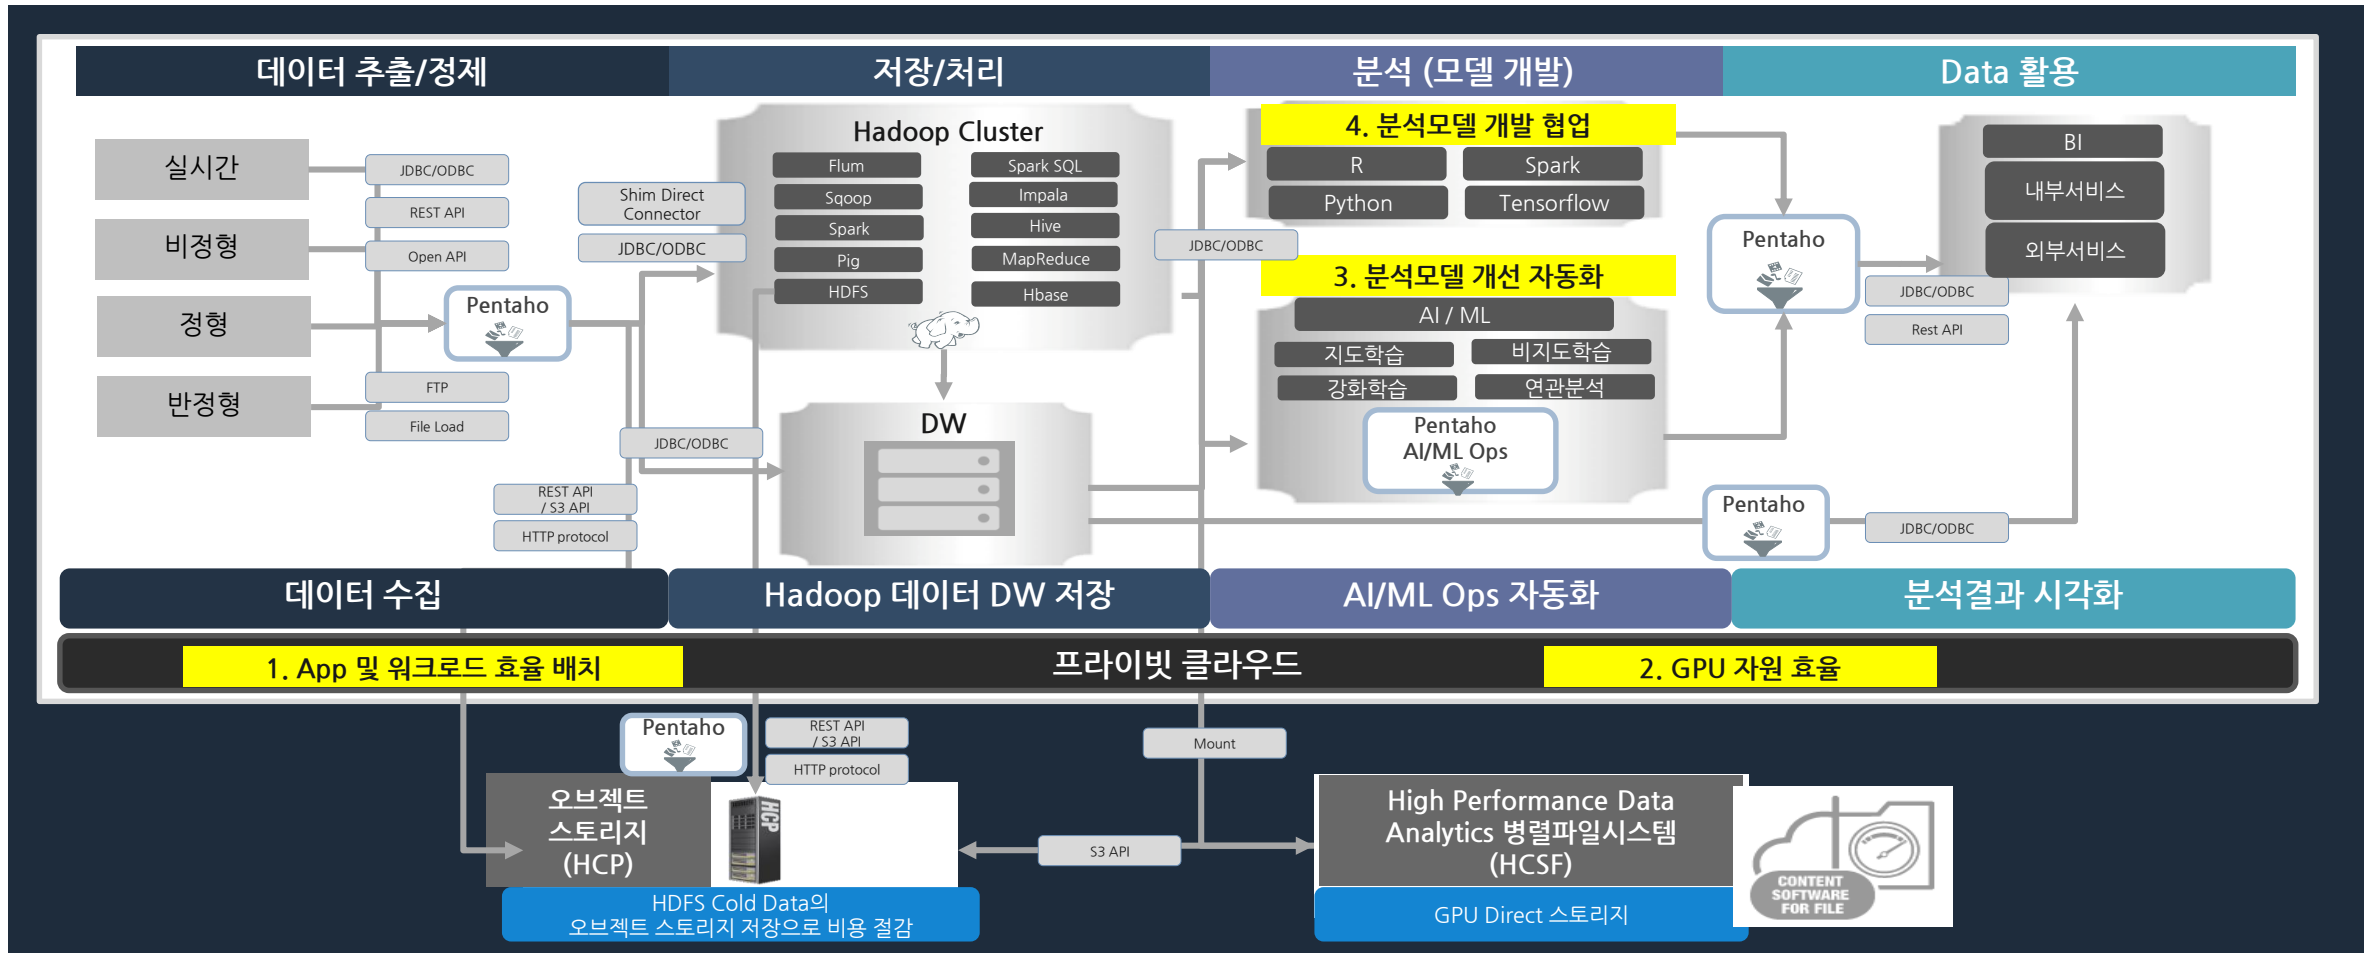 데이터 추출/정제
저장/처리
분석 (모델 개발)
Data 활용
실시간
비정형
정형
반정형
JDBC/ODBC
REST API
Open API
FTP
File Load
Pentaho
Shim Direct
Connector
JDBC/ODBC
JDBC/ODBC
REST API
/ S3 API
HTTP protocol
Hadoop Cluster
Flum
Sqoop
Spark
Pig
HDFS
Spark SQL
Impala
Hive
MapReduce
Hbase
DW
JDBC/ODBC
4. 분석모델 개발 협업
R
Spark
Python
Tensorflow
3. 분석모델 개선 자동화
AI / ML
지도학습
비지도학습
강화학습
연관분석
Pentaho
AI/ML Ops
Pentaho
Pentaho
BI
내부서비스
외부서비스
JDBC/ODBC
Rest API
JDBC/ODBC
데이터 수집
Hadoop 데이터 DW 저장
AI/ML Ops 자동화
분석결과 시각화
1. App 및 워크로드 효율 배치
프라이빗 클라우드
2. GPU 자원 효율
Pentaho
REST API
/ S3 API
HTTP protocol
Mount
오브젝트
스토리지
(HCP)
HCP
S3 API
High Performance Data
Analytics 병렬파일시스템
(HCSF)
CONTENT
SOFTWARE
FOR FILE
HDFS Cold Data의
오브젝트 스토리지 저장으로 비용 절감
GPU Direct 스토리지